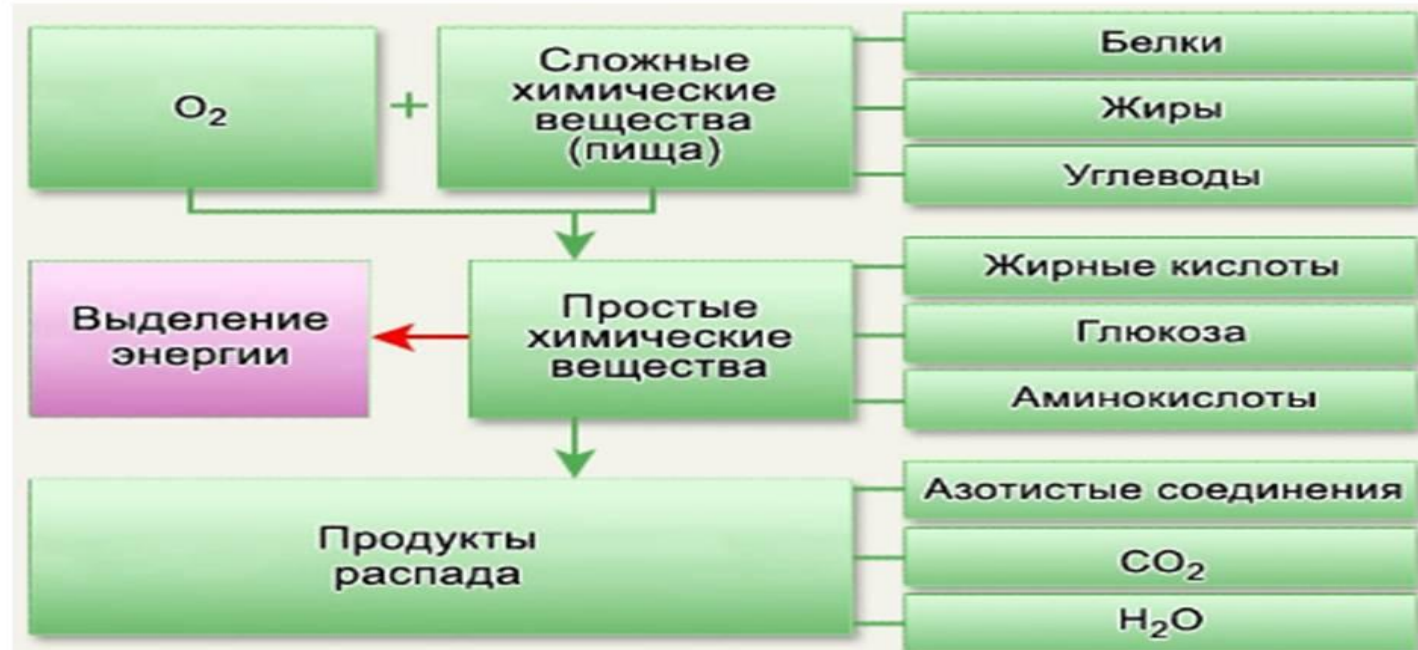 O₂
+
Сложные
химические
вещества
(пища)
Белки
Жиры
Углеводы
Выделение
энергии
Простые
химические
вещества
Жирные кислоты
Глюкоза
Аминокислоты
Продукты
распада
Азотистые соединения
CO₂
H₂O